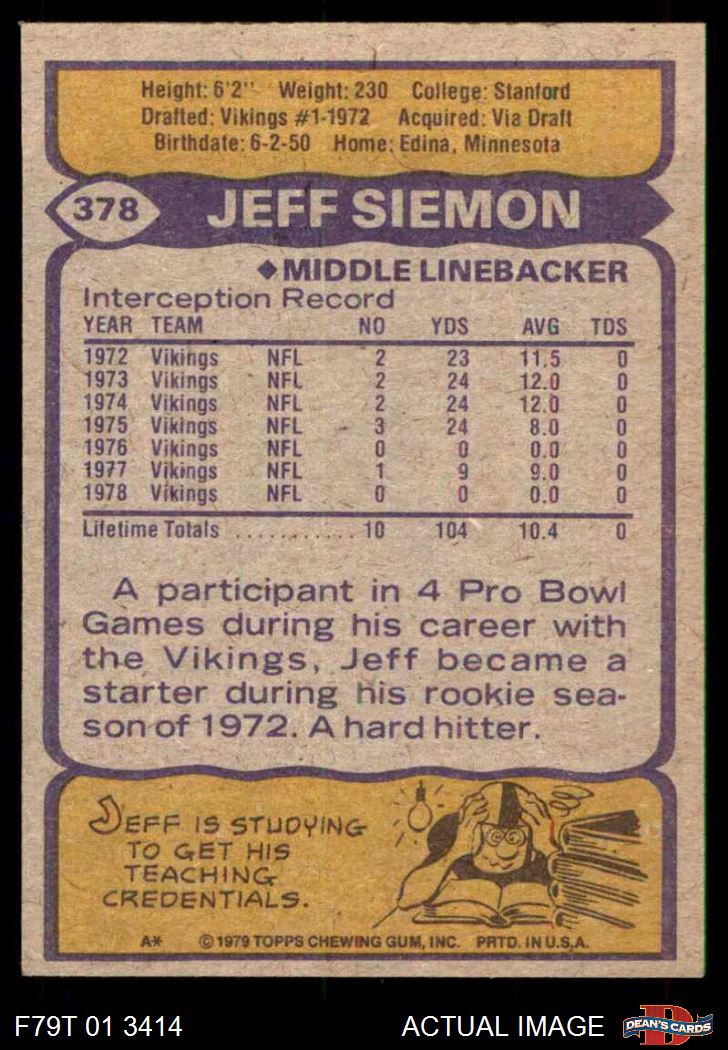 Height: 6'2" Weight: 230 College: Stanford
Drafted: Vikings #1-1972 Acquired: Via Draft
Birthdate: 6-2-50 Home: Edina, Minnesota
378 JEFF SIEMON
◆MIDDLE LINEBACKER
Interception Record
YEAR TEAM NO YDS AVG TDS
1972 Vikings NFL 2 23 11.5 0
1973 Vikings NFL 2 24 12.0 0
1974 Vikings NFL 2 24 12.0 0
1975 Vikings NFL 3 24 8.0 0
1976 Vikings NFL 0 0 0.0 0
1977 Vikings NFL 1 9 9.0 0
1978 Vikings NFL 0 0 0.0 0
Lifetime Totals ............ 10 104 10.4 0
A participant in 4 Pro Bowl
Games during his career with
the Vikings, Jeff became a
starter during his rookie sea-
son of 1972. A hard hitter.
JEFF IS STUDYING
TO GET HIS
TEACHING
CREDENTIALS.
A* © 1979 TOPPS CHEWING GUM, INC. PRTD. IN U.S.A.
F79T 01 3414 ACTUAL IMAGE D DEAN'S CARDS